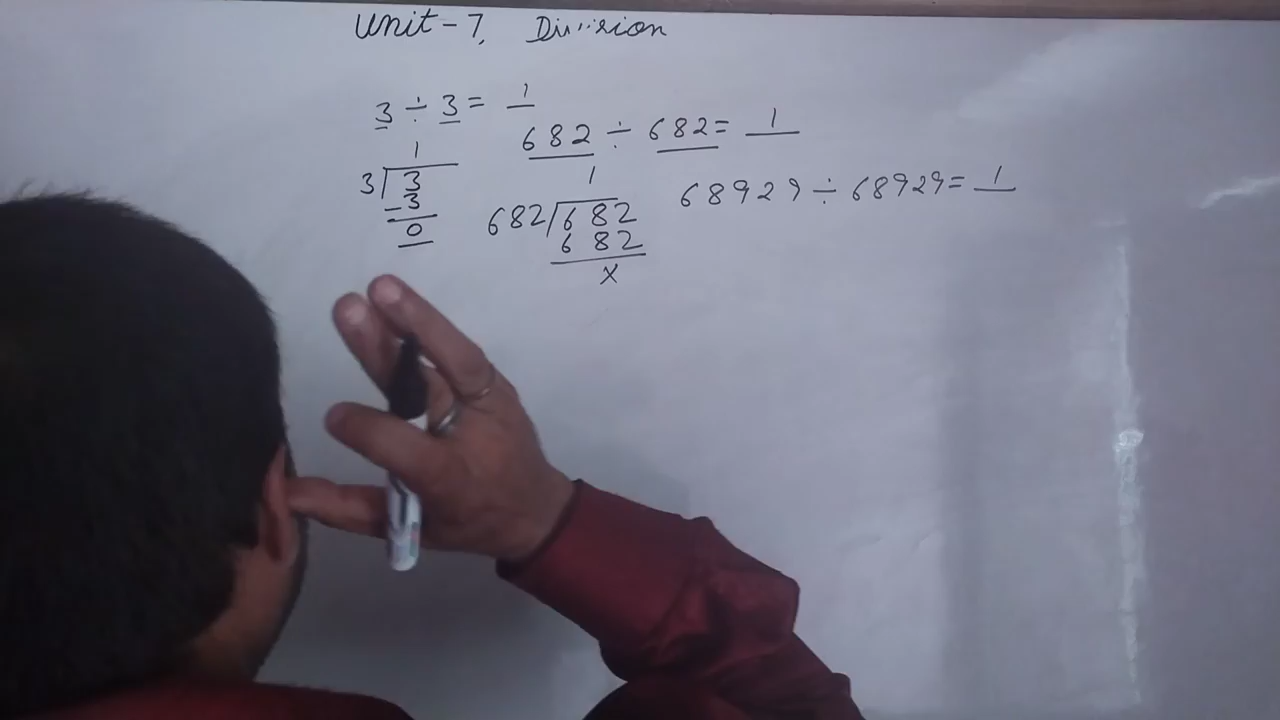 Unit-7, Division
3 ÷ 3 = 1
682 ÷ 682 = 1
68929 ÷ 68929 = 1
1
3 3
-3
0
1
682 682
682
x